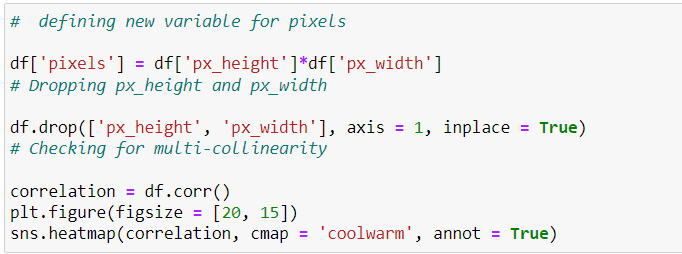 #  defining new variable for pixels
df['pixels'] = df['px_height']*df['px_width']
# Dropping px_height and px_width
df.drop(['px_height', 'px_width'], axis = 1, inplace = True)
# Checking for multi-collinearity
correlation = df.corr()
plt.figure(figsize = [20, 15])
sns.heatmap(correlation, cmap = 'coolwarm', annot = True)